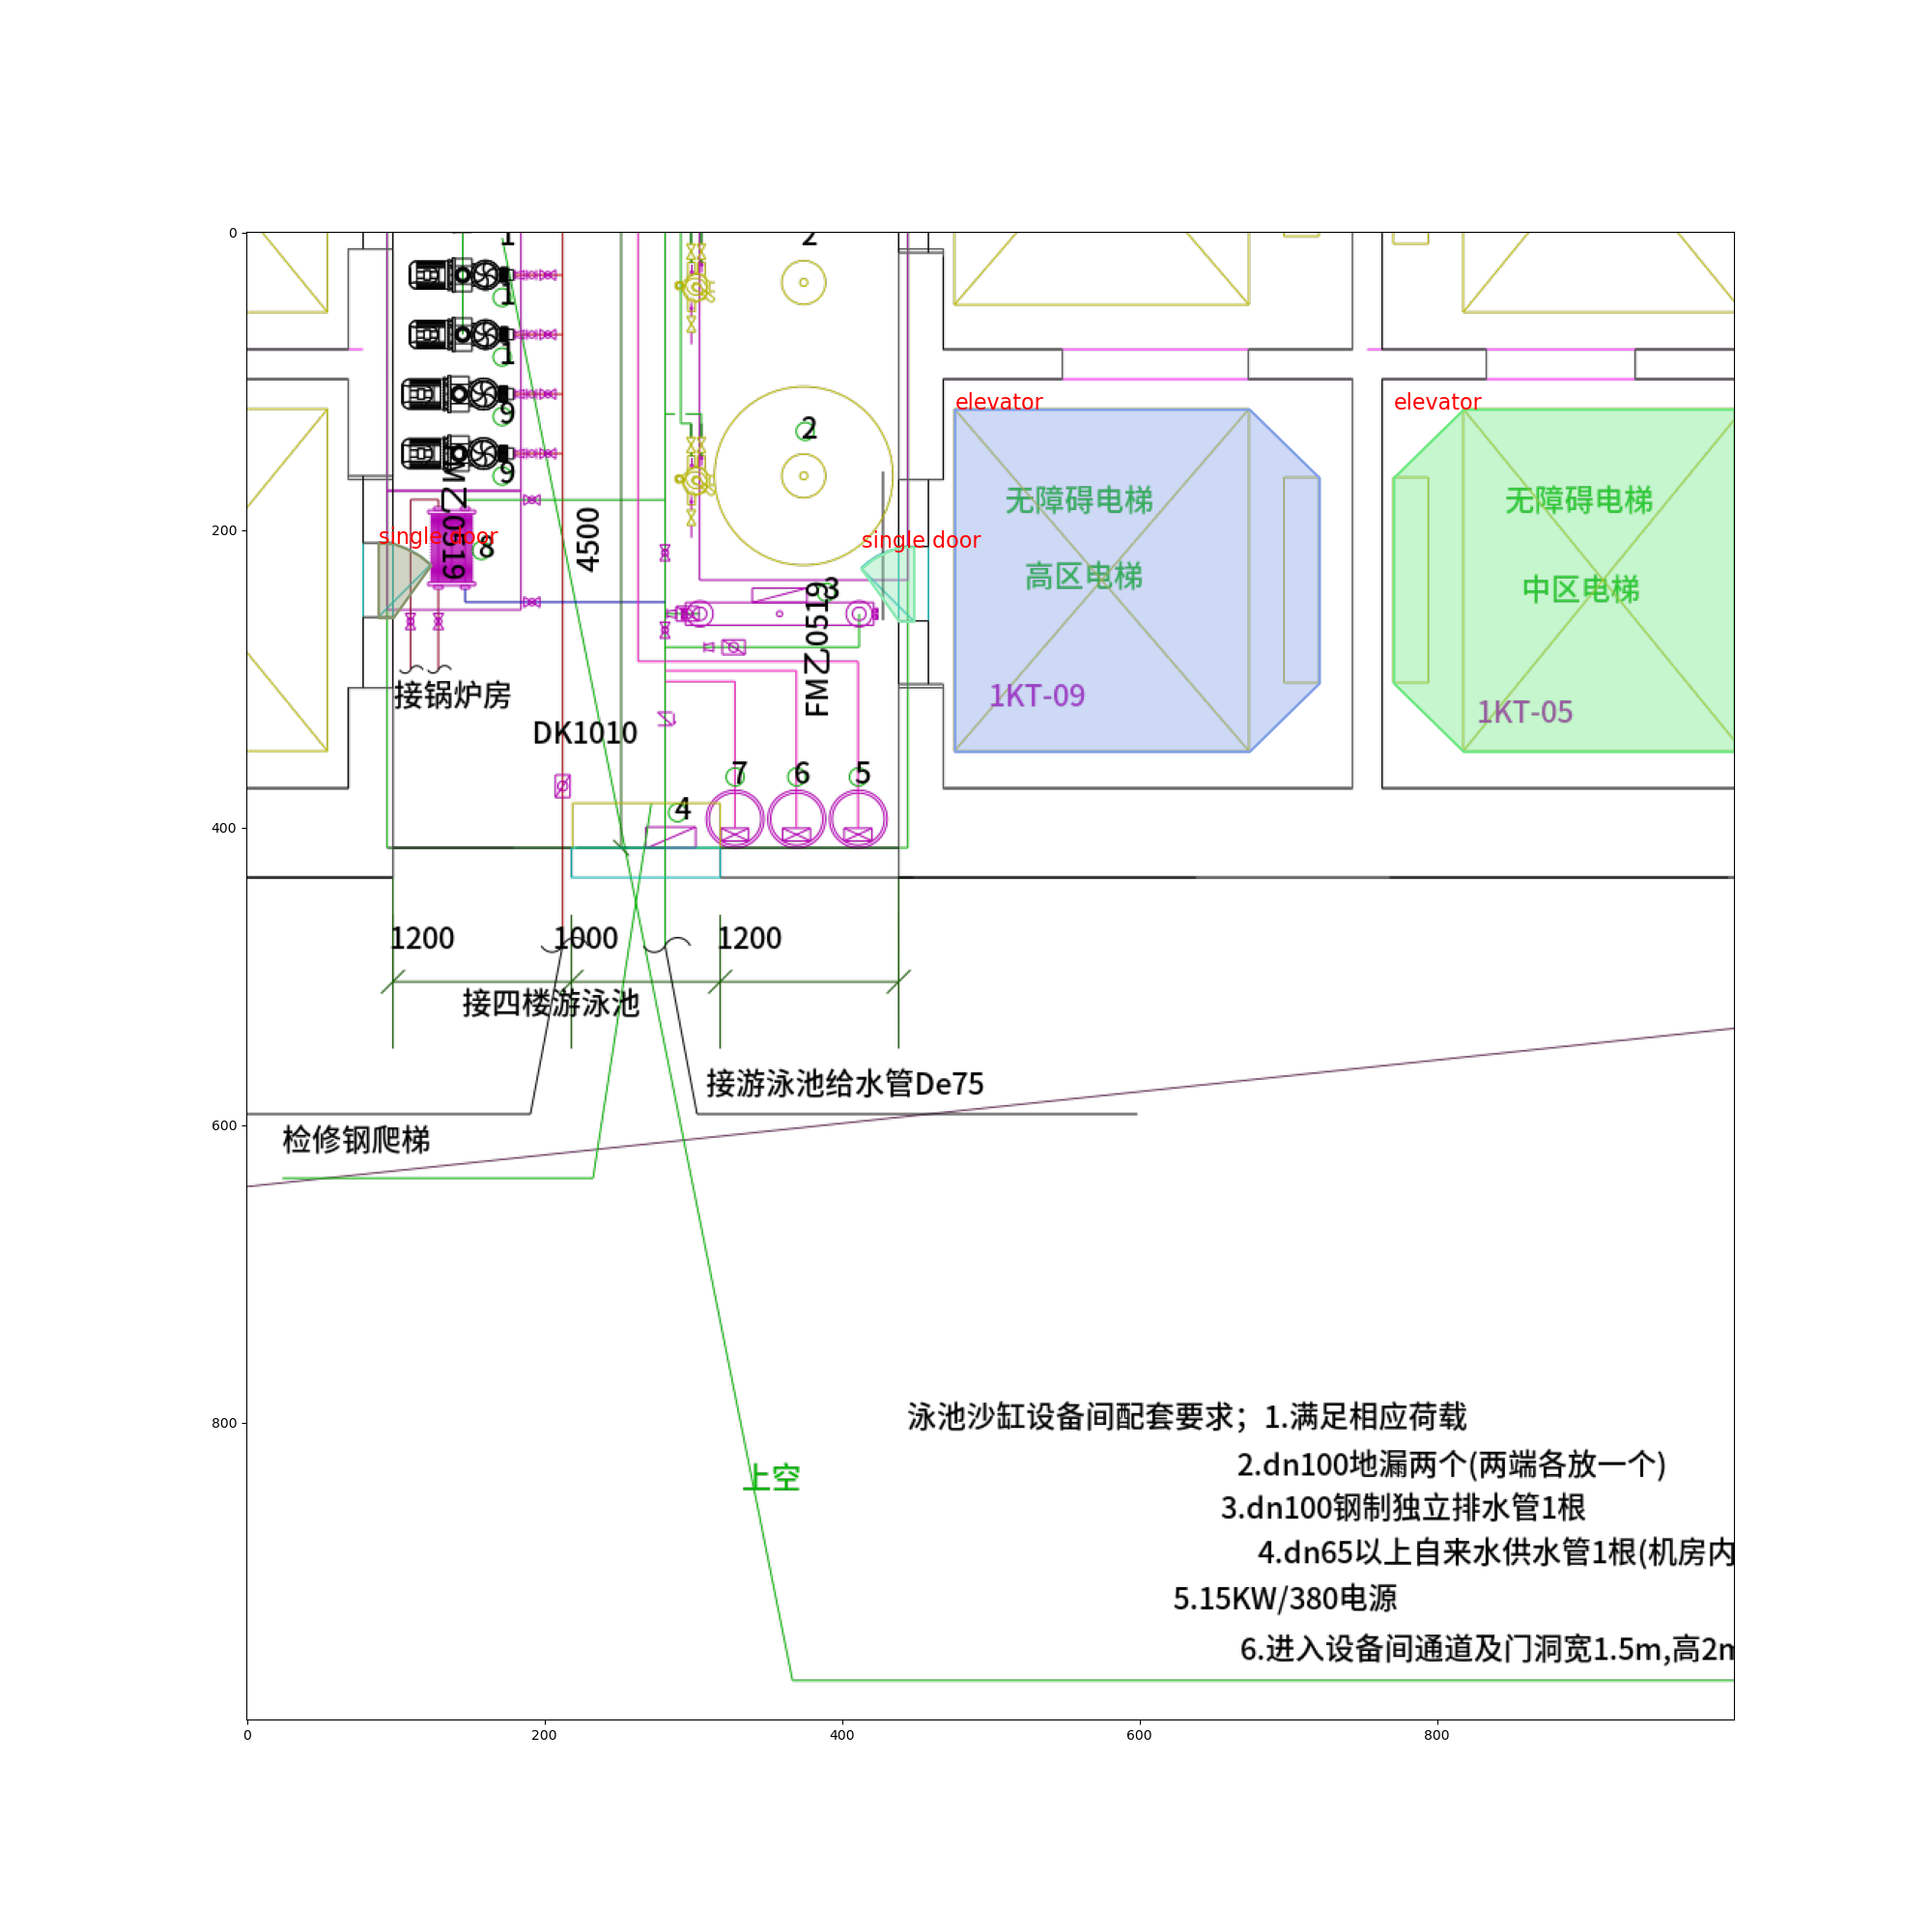 1
2
1
1
9
9
2
elevator
elevator
无障碍电梯
无障碍电梯
4500
single door
single door
8
FM乙0519
高区电梯
中区电梯
3
接锅炉房
1KT-09
1KT-05
DK1010
7
6
5
4
1200
1000
1200
接四楼游泳池
接游泳池给水管De75
检修钢爬梯
泳池沙缸设备间配套要求；1.满足相应荷载
上空
2.dn100地漏两个(两端各放一个)
3.dn100钢制独立排水管1根
4.dn65以上自来水供水管1根(机房内
5.15KW/380电源
6.进入设备间通道及门洞宽1.5m,高2m
0
200
400
600
800
0
200
400
600
800